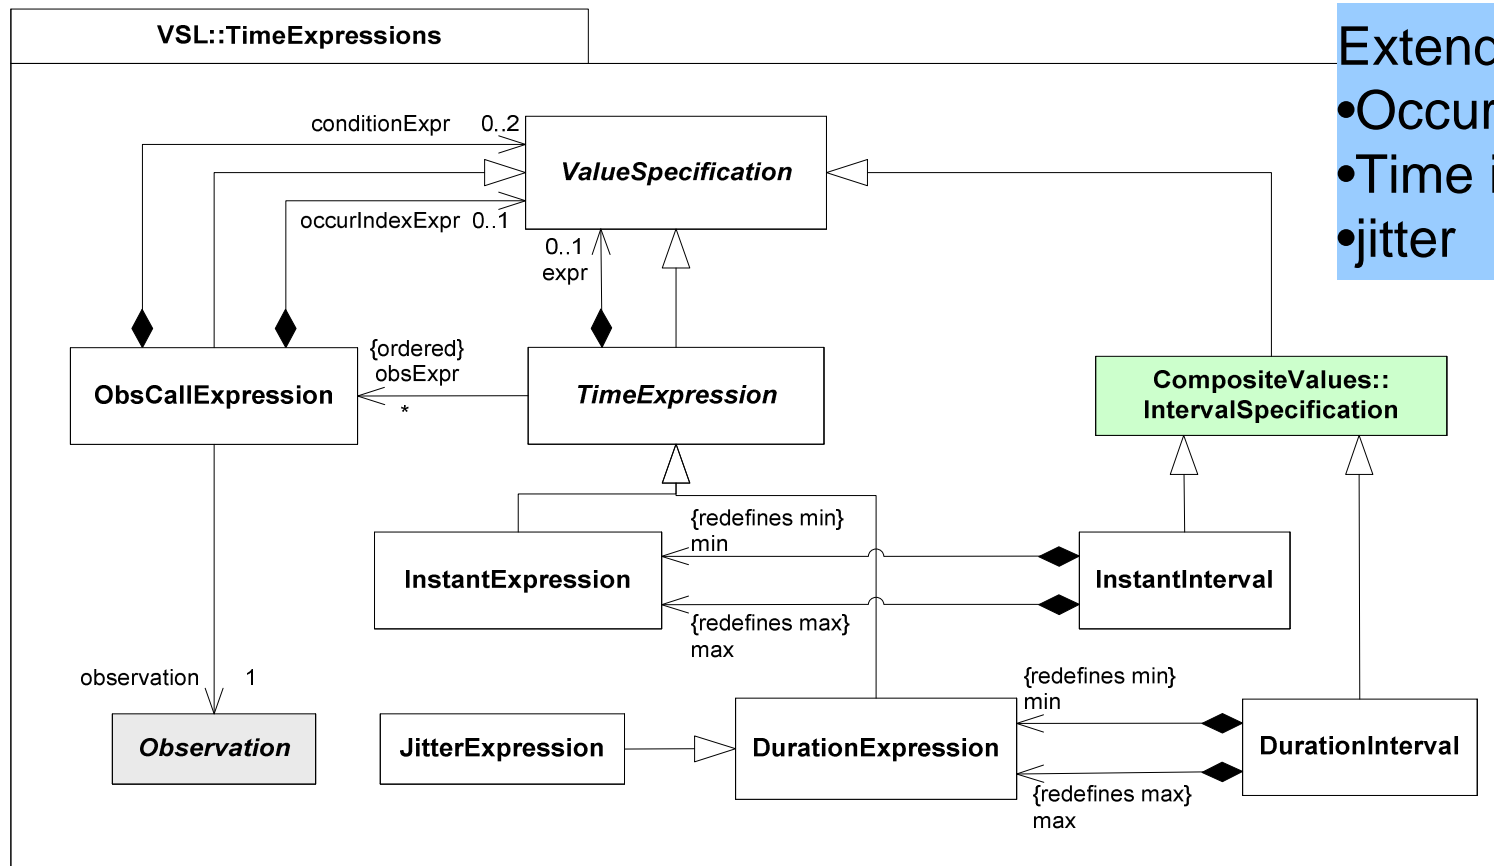 VSL::TimeExpressions
Extend
•Occur
•Time i
•jitter
conditionExpr 0..2
ValueSpecification
occurIndexExpr 0..1
0..1
expr
{ordered}
obsExpr
*
ObsCallExpression
TimeExpression
CompositeValues::
IntervalSpecification
{redefines min}
min
InstantExpression
InstantInterval
{redefines max}
max
observation 1
{redefines min}
min
Observation
JitterExpression
DurationExpression
DurationInterval
{redefines max}
max